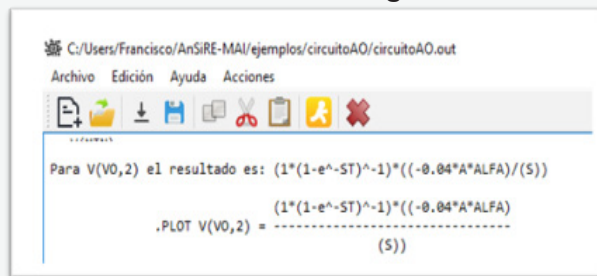 C:/Users/Francisco/AnSiRE-MAI/ejemplos/circuitoAO/circuitoAO.out
Archivo Edición Ayuda Acciones
Para V(VO,2) el resultado es: (1*(1-e^-ST)^-1)*((-0.04*A*ALFA)/(S))
(1*(1-e^-ST)^-1)*((-0.04*A*ALFA)
.PLOT V(VO,2) = --------------------------------
(S))